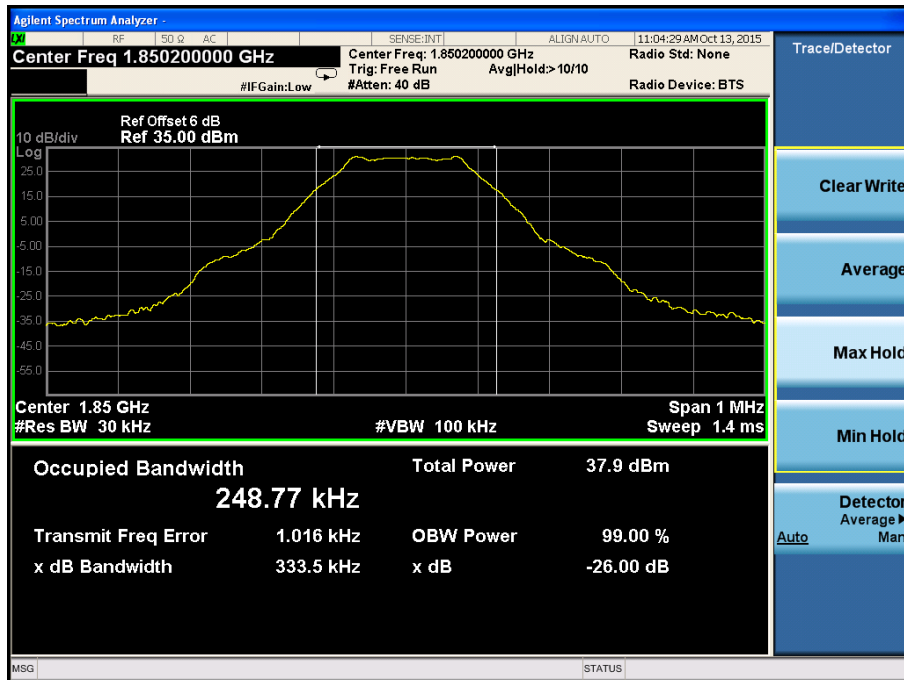 Agilent Spectrum Analyzer -
LXI RF 50 Ω AC SENSE:INT ALIGN AUTO 11:04:29 AM Oct 13, 2015
Center Freq 1.850200000 GHz Center Freq: 1.850200000 GHz Radio Std: None Trace/Detector
Trig: Free Run Avg|Hold:>10/10
#IFGain:Low #Atten: 40 dB Radio Device: BTS
Ref Offset 6 dB
10 dB/div Ref 35.00 dBm
Log
25.0
15.0
5.00
-5.00
-15.0
-25.0
-35.0
-45.0
-55.0
Center 1.85 GHz Span 1 MHz
#Res BW 30 kHz #VBW 100 kHz Sweep 1.4 ms
Occupied Bandwidth Total Power 37.9 dBm
248.77 kHz
Transmit Freq Error 1.016 kHz OBW Power 99.00 %
x dB Bandwidth 333.5 kHz x dB -26.00 dB
Clear Write
Average
Max Hold
Min Hold
Detector
Average
Auto Man
MSG STATUS